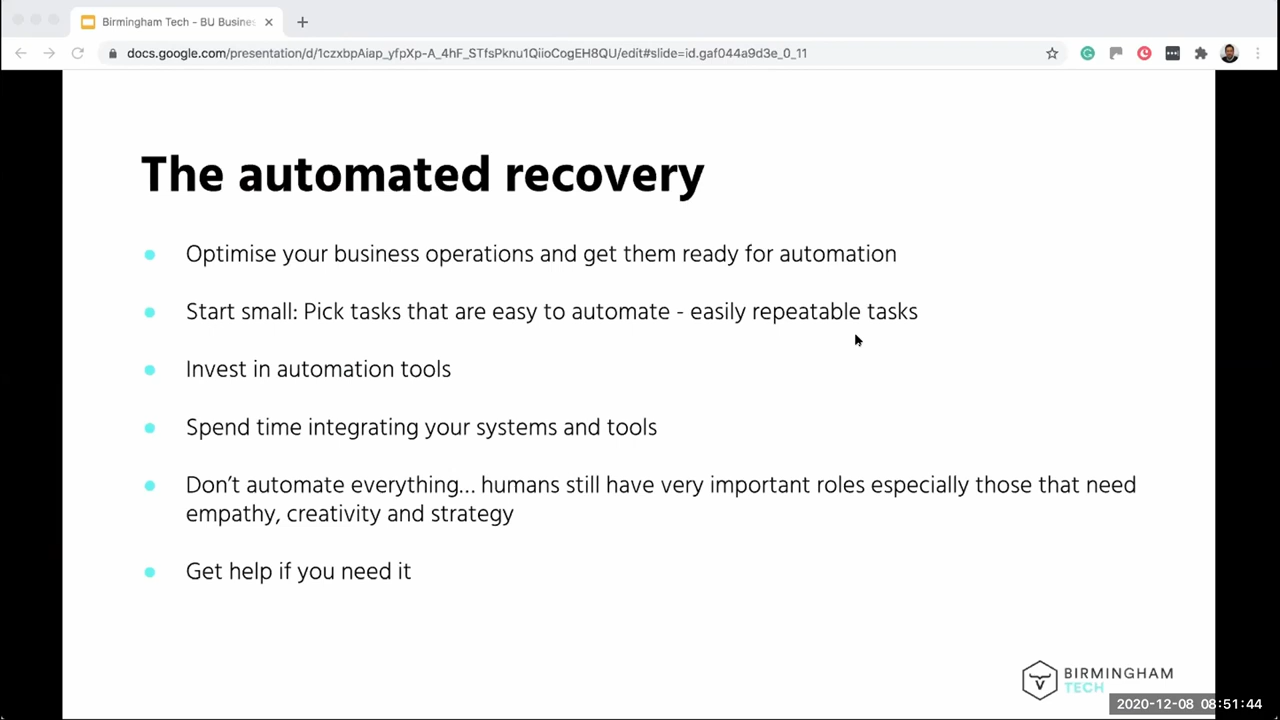 Birmingham Tech - BU Busines
docs.google.com/presentation/d/1czxbpAiap_yfpXp-A_4hF_STfsPknu1QiioCogEH8QU/edit#slide=id.gaf044a9d3e_0_11
The automated recovery
Optimise your business operations and get them ready for automation
Start small: Pick tasks that are easy to automate - easily repeatable tasks
Invest in automation tools
Spend time integrating your systems and tools
Don’t automate everything... humans still have very important roles especially those that need
empathy, creativity and strategy
Get help if you need it
BIRMINGHAM
TECH
2020-12-08 08:51:44